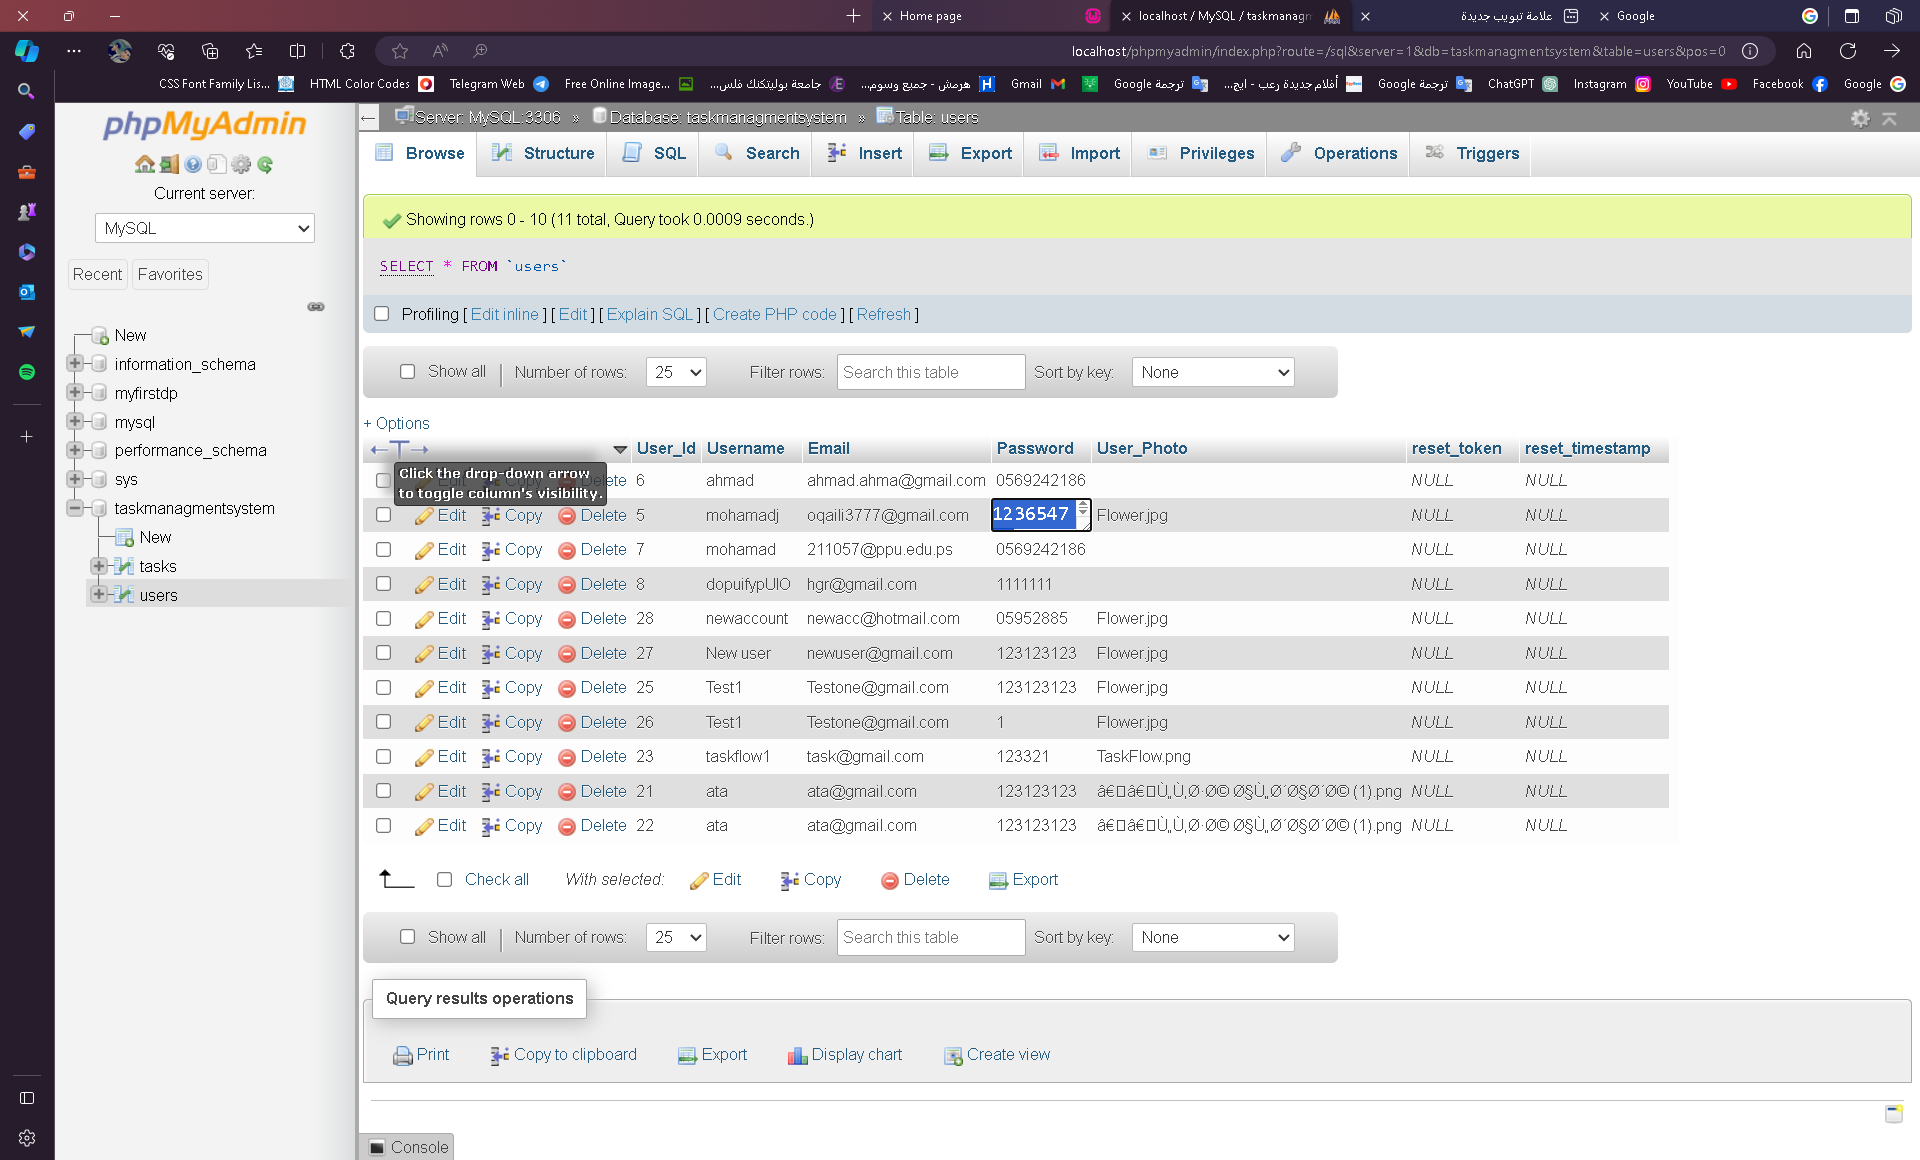 Home page
localhost / MySQL / taskmanagm
علامة تبويب جديدة
Google
localhost/phpmyadmin/index.php?route=/sql&server=1&db=taskmanagmentsystem&table=users&pos=0
CSS Font Family Lis...
HTML Color Codes
Telegram Web
Free Online Image...
جامعة بوليتكنك فلس...
هرمش - جميع وسوم...
Gmail
ترجمة Google
أفلام جديدة رعب - ايج...
ترجمة Google
ChatGPT
Instagram
YouTube
Facebook
Google
phpMyAdmin
Current server:
MySQL
Recent
Favorites
New
information_schema
myfirstdp
mysql
performance_schema
sys
taskmanagmentsystem
New
tasks
users
Server: MySQL:3306 » Database: taskmanagmentsystem » Table: users
Browse Structure SQL Search Insert Export Import Privileges Operations Triggers
Showing rows 0 - 10 (11 total, Query took 0.0009 seconds.)
SELECT * FROM `users`
Profiling [ Edit inline ] [ Edit ] [ Explain SQL ] [ Create PHP code ] [ Refresh ]
Show all | Number of rows: 25 Filter rows: Search this table Sort by key: None
+ Options
←T→ User_Id Username Email Password User_Photo reset_token reset_timestamp
Click the drop-down arrow
to toggle column's visibility.
Delete 6 ahmad ahmad.ahma@gmail.com 0569242186 NULL NULL
Edit Copy Delete 5 mohamadj oqaili3777@gmail.com 1236547 Flower.jpg NULL NULL
Edit Copy Delete 7 mohamad 211057@ppu.edu.ps 0569242186 NULL NULL
Edit Copy Delete 8 dopuifypUIO hgr@gmail.com 1111111 NULL NULL
Edit Copy Delete 28 newaccount newacc@hotmail.com 05952885 Flower.jpg NULL NULL
Edit Copy Delete 27 New user newuser@gmail.com 123123123 Flower.jpg NULL NULL
Edit Copy Delete 25 Test1 Testone@gmail.com 123123123 Flower.jpg NULL NULL
Edit Copy Delete 26 Test1 Testone@gmail.com 1 Flower.jpg NULL NULL
Edit Copy Delete 23 taskflow1 task@gmail.com 123321 TaskFlow.png NULL NULL
Edit Copy Delete 21 ata ata@gmail.com 123123123 (1).png NULL NULL
Edit Copy Delete 22 ata ata@gmail.com 123123123 (1).png NULL NULL
Check all With selected: Edit Copy Delete Export
Show all | Number of rows: 25 Filter rows: Search this table Sort by key: None
Query results operations
Print Copy to clipboard Export Display chart Create view
Console